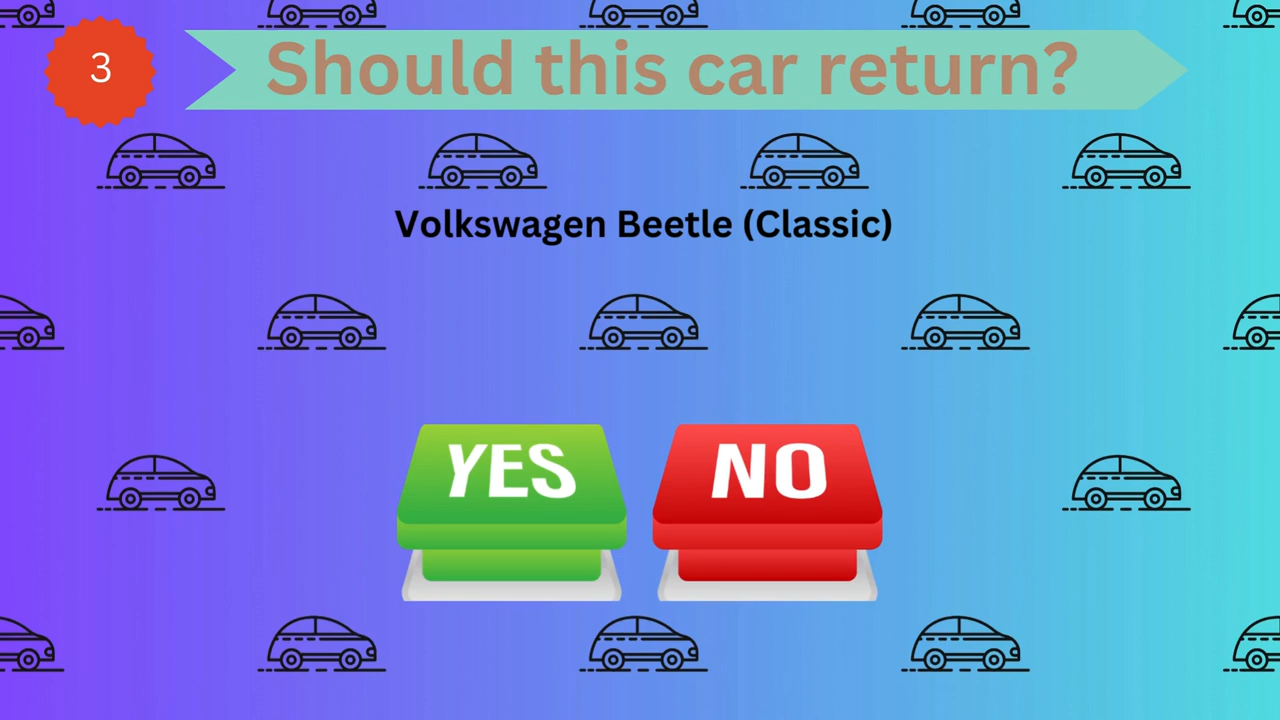 3
Should this car return?
Volkswagen Beetle (Classic)
YES
NO